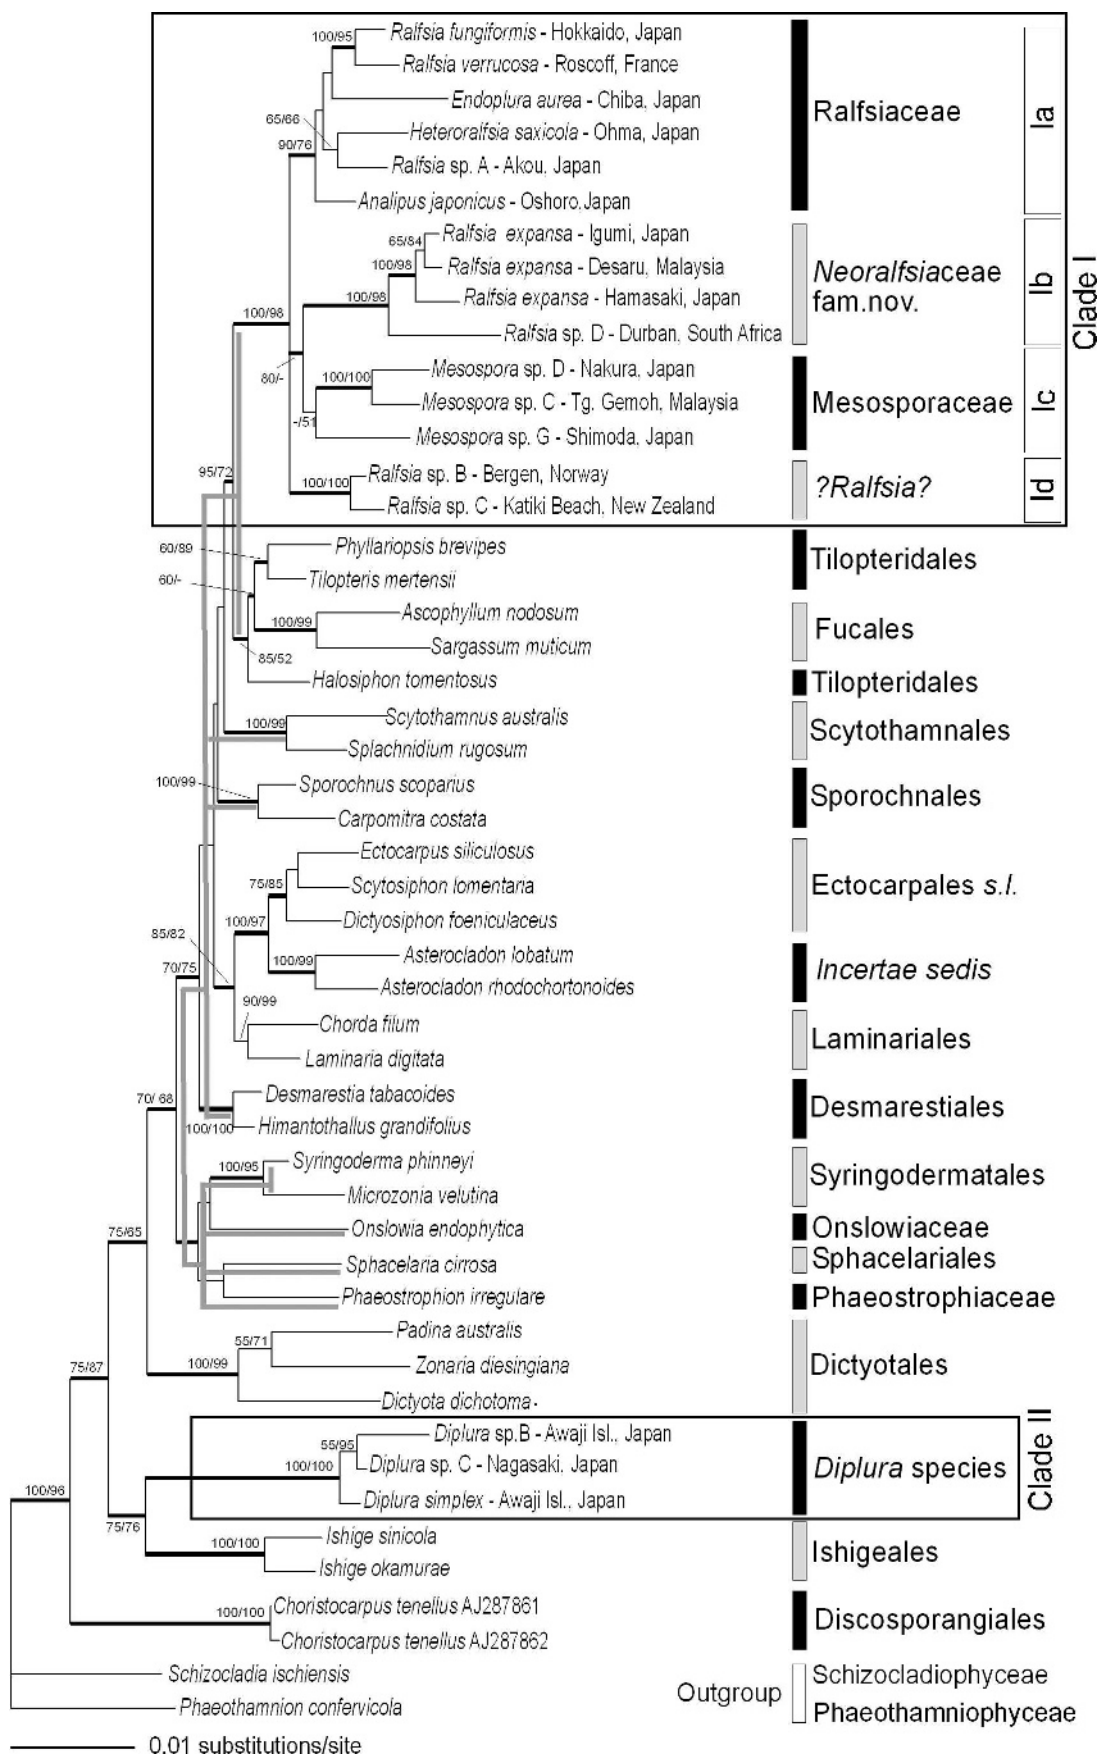 100/95
Ralfsia fungiformis - Hokkaido, Japan
Ralfsia verrucosa - Roscoff, France
Endoplura aurea - Chiba, Japan
65/66
Heteroralfsia saxicola - Ohma, Japan
90/76
Ralfsia sp. A - Akou, Japan
Analipus japonicus - Oshoro, Japan
Ralfsiaceae
Ia
65/84
Ralfsia expansa - Igumi, Japan
100/98
Ralfsia expansa - Desaru, Malaysia
100/98
Ralfsia expansa - Hamasaki, Japan
Ralfsia sp. D - Durban, South Africa
Neoralfsiaceae
fam.nov.
Ib
Clade I
100/98
80/-
100/100
Mesospora sp. D - Nakura, Japan
Mesospora sp. C - Tg. Gemoh, Malaysia
-/51
Mesospora sp. G - Shimoda, Japan
Mesosporaceae
Ic
95/72
100/100
Ralfsia sp. B - Bergen, Norway
Ralfsia sp. C - Katiki Beach, New Zealand
?Ralfsia?
Id
60/89
Phyllariopsis brevipes
60/-
Tilopteris mertensii
Tilopteridales
100/99
Ascophyllum nodosum
Sargassum muticum
Fucales
85/52
Halosiphon tomentosus
Tilopteridales
100/99
Scytothamnus australis
Splachnidium rugosum
Scytothamnales
100/99
Sporochnus scoparius
Carpomitra costata
Sporochnales
Ectocarpus siliculosus
75/85
Scytosiphon lomentaria
Dictyosiphon foeniculaceus
Ectocarpales s.l.
100/97
85/82
100/99
Asterocladon lobatum
Asterocladon rhodochortonoides
Incertae sedis
70/75
90/99
Chorda filum
Laminaria digitata
Laminariales
70/ 68
Desmarestia tabacoides
100/100
Himantothallus grandifolius
Desmarestiales
100/95
Syringoderma phinneyi
Microzonia velutina
Syringodermatales
75/65
Onslowia endophytica
Onslowiaceae
Sphacelaria cirrosa
Sphacelariales
Phaeostrophion irregulare
Phaeostrophiaceae
Padina australis
55/71
75/87
100/99
Zonaria diesingiana
Dictyota dichotoma
Dictyotales
Diplura sp.B - Awaji Isl., Japan
55/95
100/100
Diplura sp. C - Nagasaki, Japan
Diplura simplex - Awaji Isl., Japan
Diplura species
Clade II
100/96
75/76
Ishige sinicola
100/100
Ishige okamurae
Ishigeales
100/100
Choristocarpus tenellus AJ287861
Choristocarpus tenellus AJ287862
Discosporangiales
Schizocladia ischiensis
Phaeothamnion confervicola
Outgroup
Schizocladiophyceae
Phaeothamniophyceae
0.01 substitutions/site